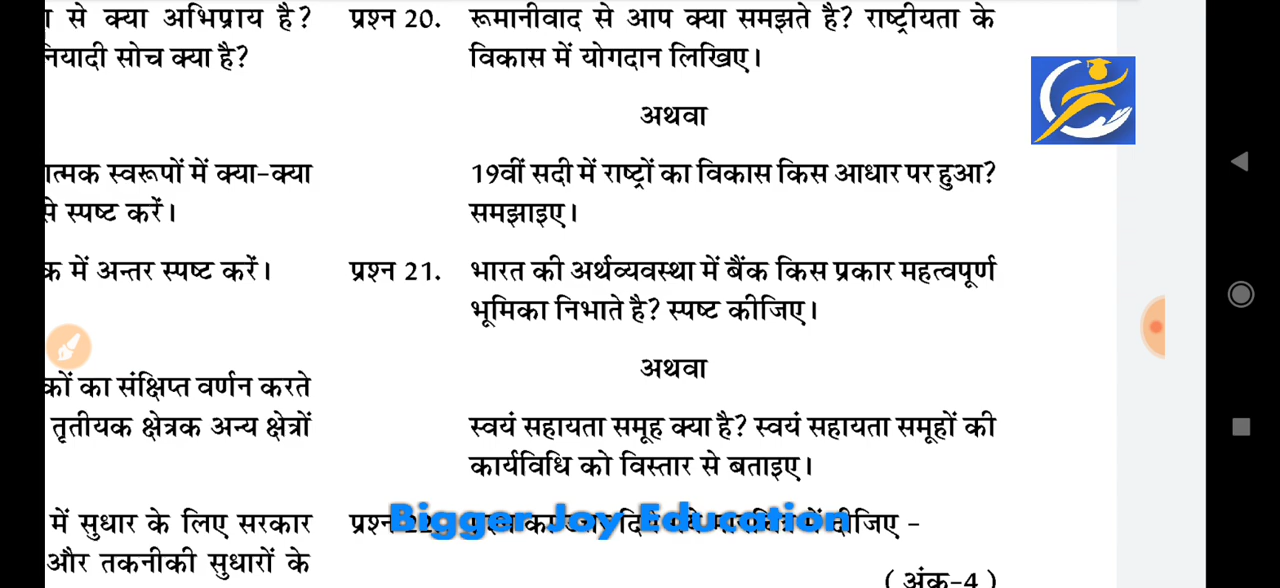 ा से क्या अभिप्राय है?
नियादी सोच क्या है?
त्मक स्वरूपों में क्या-क्या
से स्पष्ट करें।
क में अन्तर स्पष्ट करें।
कों का संक्षिप्त वर्णन करते
तृतीयक क्षेत्रक अन्य क्षेत्रों
में सुधार के लिए सरकार
और तकनीकी सुधारों के
प्रश्न 20. रूमानीवाद से आप क्या समझते है? राष्ट्रीयता के
विकास में योगदान लिखिए।
अथवा
19वीं सदी में राष्ट्रों का विकास किस आधार पर हुआ?
समझाइए।
प्रश्न 21. भारत की अर्थव्यवस्था में बैंक किस प्रकार महत्वपूर्ण
भूमिका निभाते है? स्पष्ट कीजिए।
अथवा
स्वयं सहायता समूह क्या है? स्वयं सहायता समूहों की
कार्यविधि को विस्तार से बताइए।
प्रश्न 22. में दीजिए -
Bigger Joy Education
( अंक-4 )